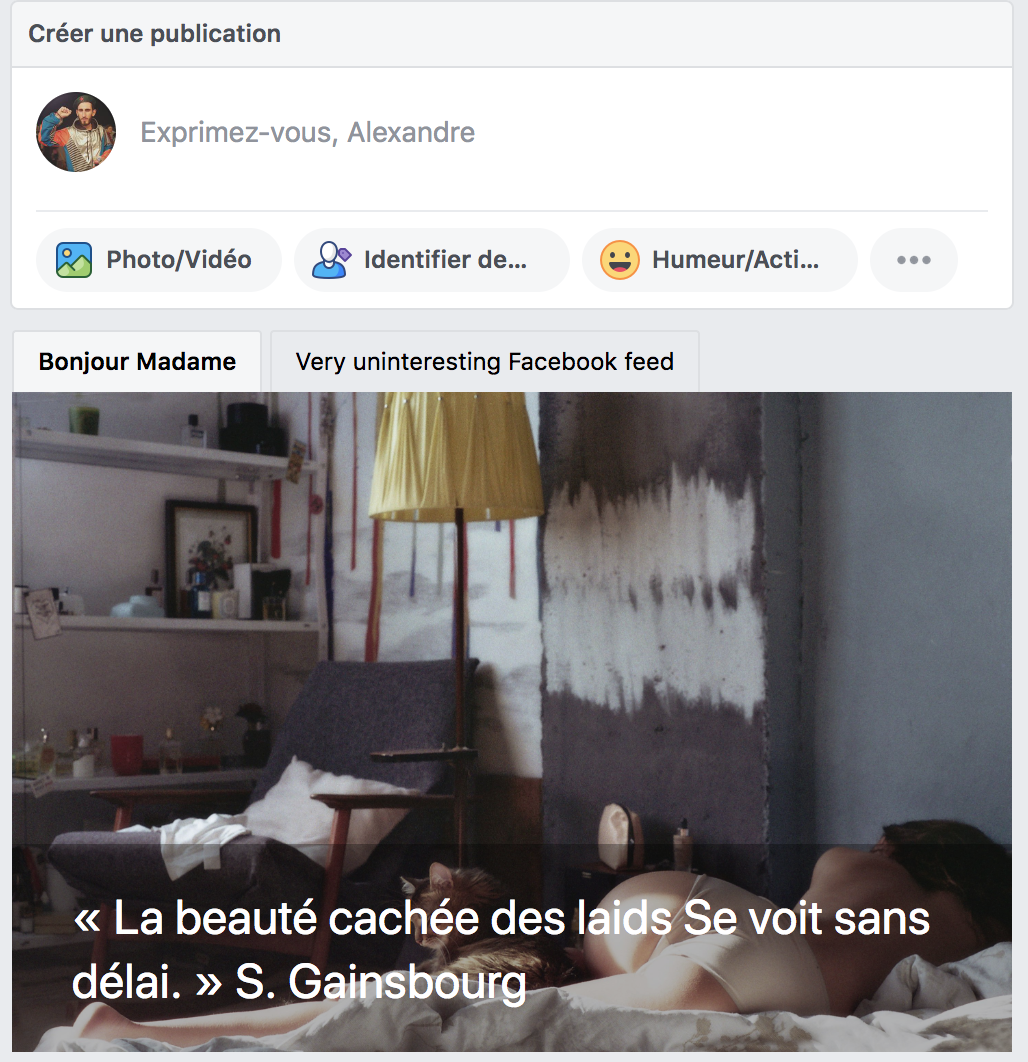 Créer une publication
Exprimez-vous, Alexandre
Photo/Vidéo
Identifier de...
Humeur/Acti...
Bonjour Madame
Very uninteresting Facebook feed
« La beauté cachée des laids Se voit sans
délai. » S. Gainsbourg